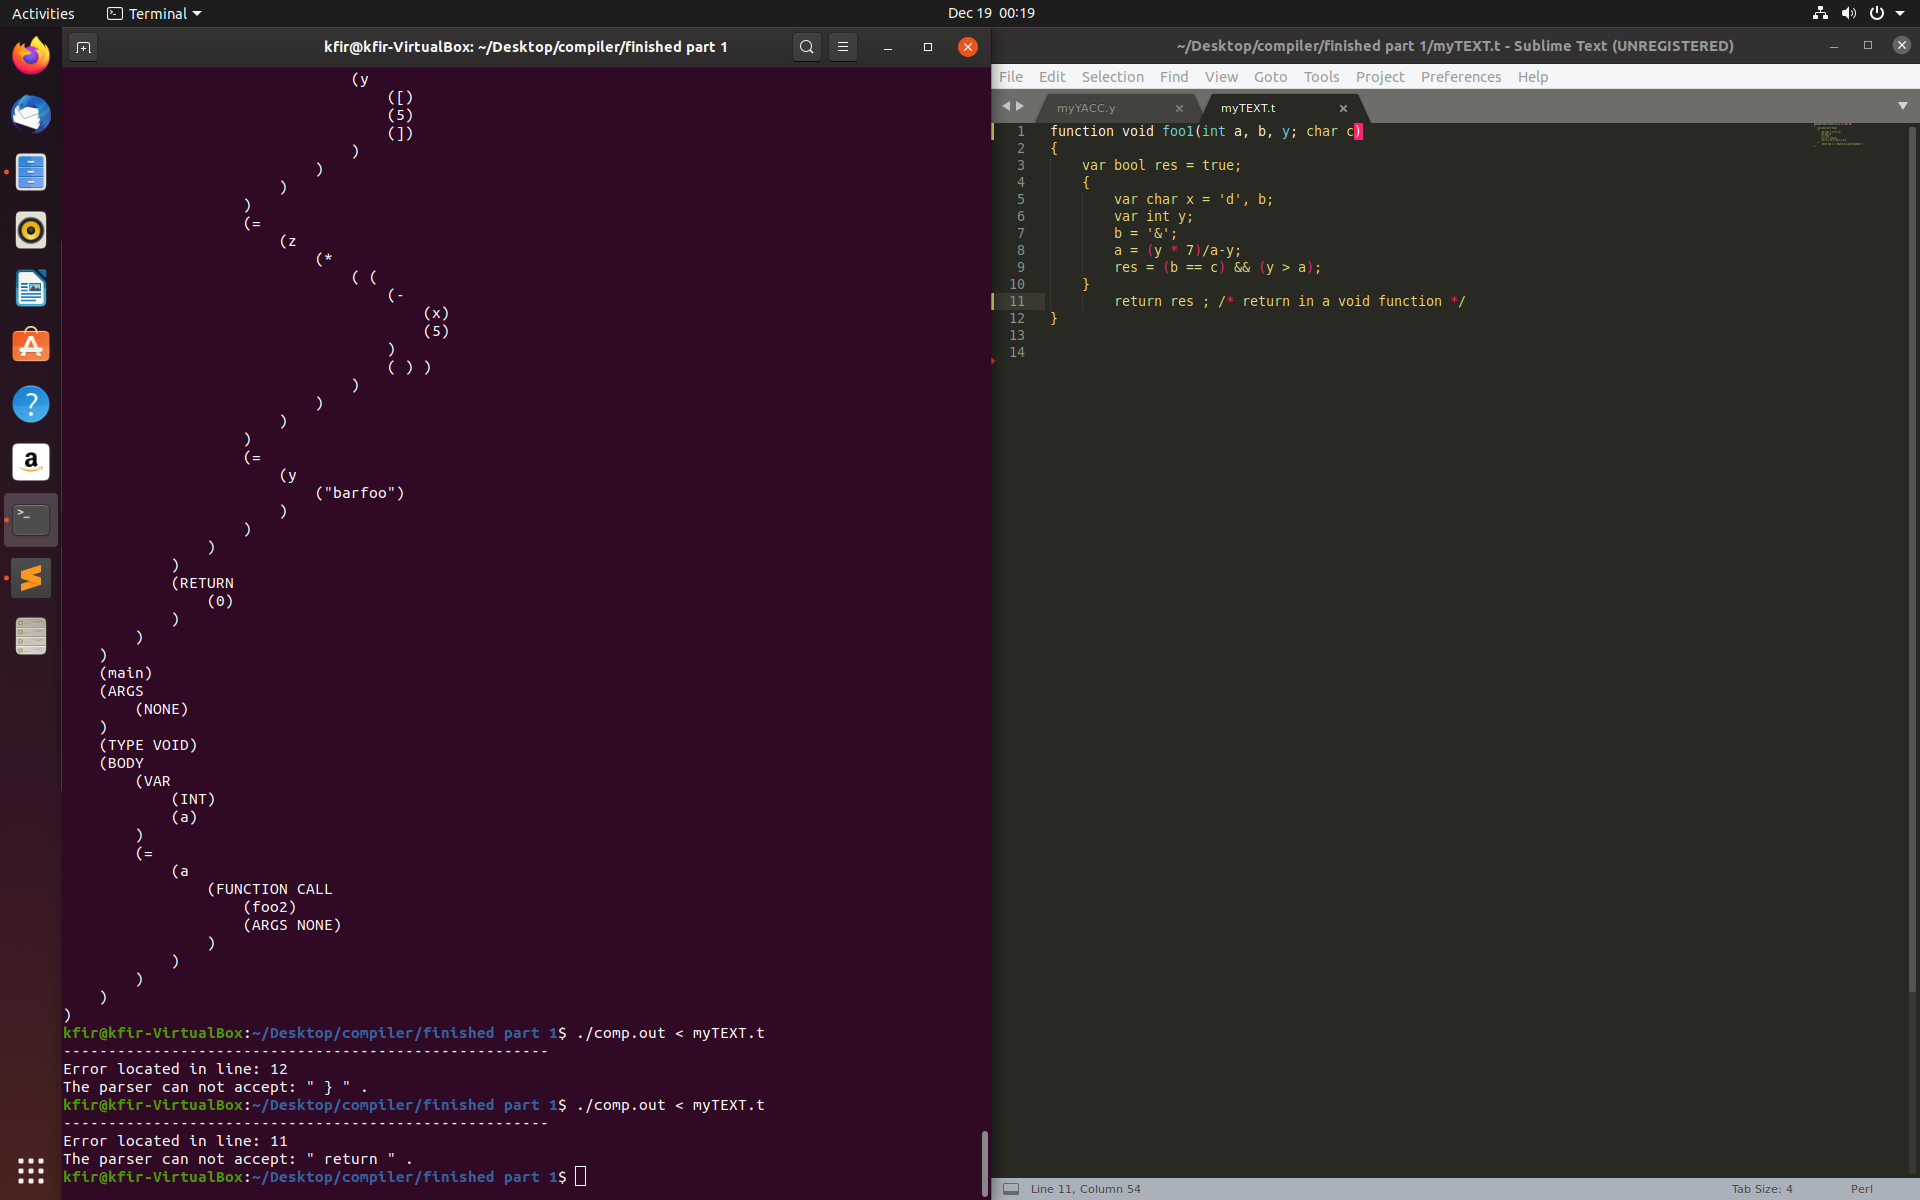 Activities
Terminal
Dec 19 00:19
kfir@kfir-VirtualBox: ~/Desktop/compiler/finished part 1
(y
([)
(5)
(])
)
)
)
)
(=
(z
(*
( (
(-
(x)
(5)
)
( ) )
)
)
)
)
(=
(y
("barfoo")
)
)
)
)
(RETURN
(0)
)
)
)
(main)
(ARGS
(NONE)
)
(TYPE VOID)
(BODY
(VAR
(INT)
(a)
)
(=
(a
(FUNCTION CALL
(foo2)
(ARGS NONE)
)
)
)
)
)
kfir@kfir-VirtualBox:~/Desktop/compiler/finished part 1$ ./comp.out < myTEXT.t
------------------------------------------------------
Error located in line: 12
The parser can not accept: " } " .
kfir@kfir-VirtualBox:~/Desktop/compiler/finished part 1$ ./comp.out < myTEXT.t
------------------------------------------------------
Error located in line: 11
The parser can not accept: " return " .
kfir@kfir-VirtualBox:~/Desktop/compiler/finished part 1$
~/Desktop/compiler/finished part 1/myTEXT.t - Sublime Text (UNREGISTERED)
File Edit Selection Find View Goto Tools Project Preferences Help
myYACC.y
myTEXT.t
1 function void foo1(int a, b, y; char c)
2 {
3 var bool res = true;
4 {
5 var char x = 'd', b;
6 var int y;
7 b = '&';
8 a = (y * 7)/a-y;
9 res = (b == c) && (y > a);
10 }
11 return res ; /* return in a void function */
12 }
13
14
Line 11, Column 54
Tab Size: 4
Perl